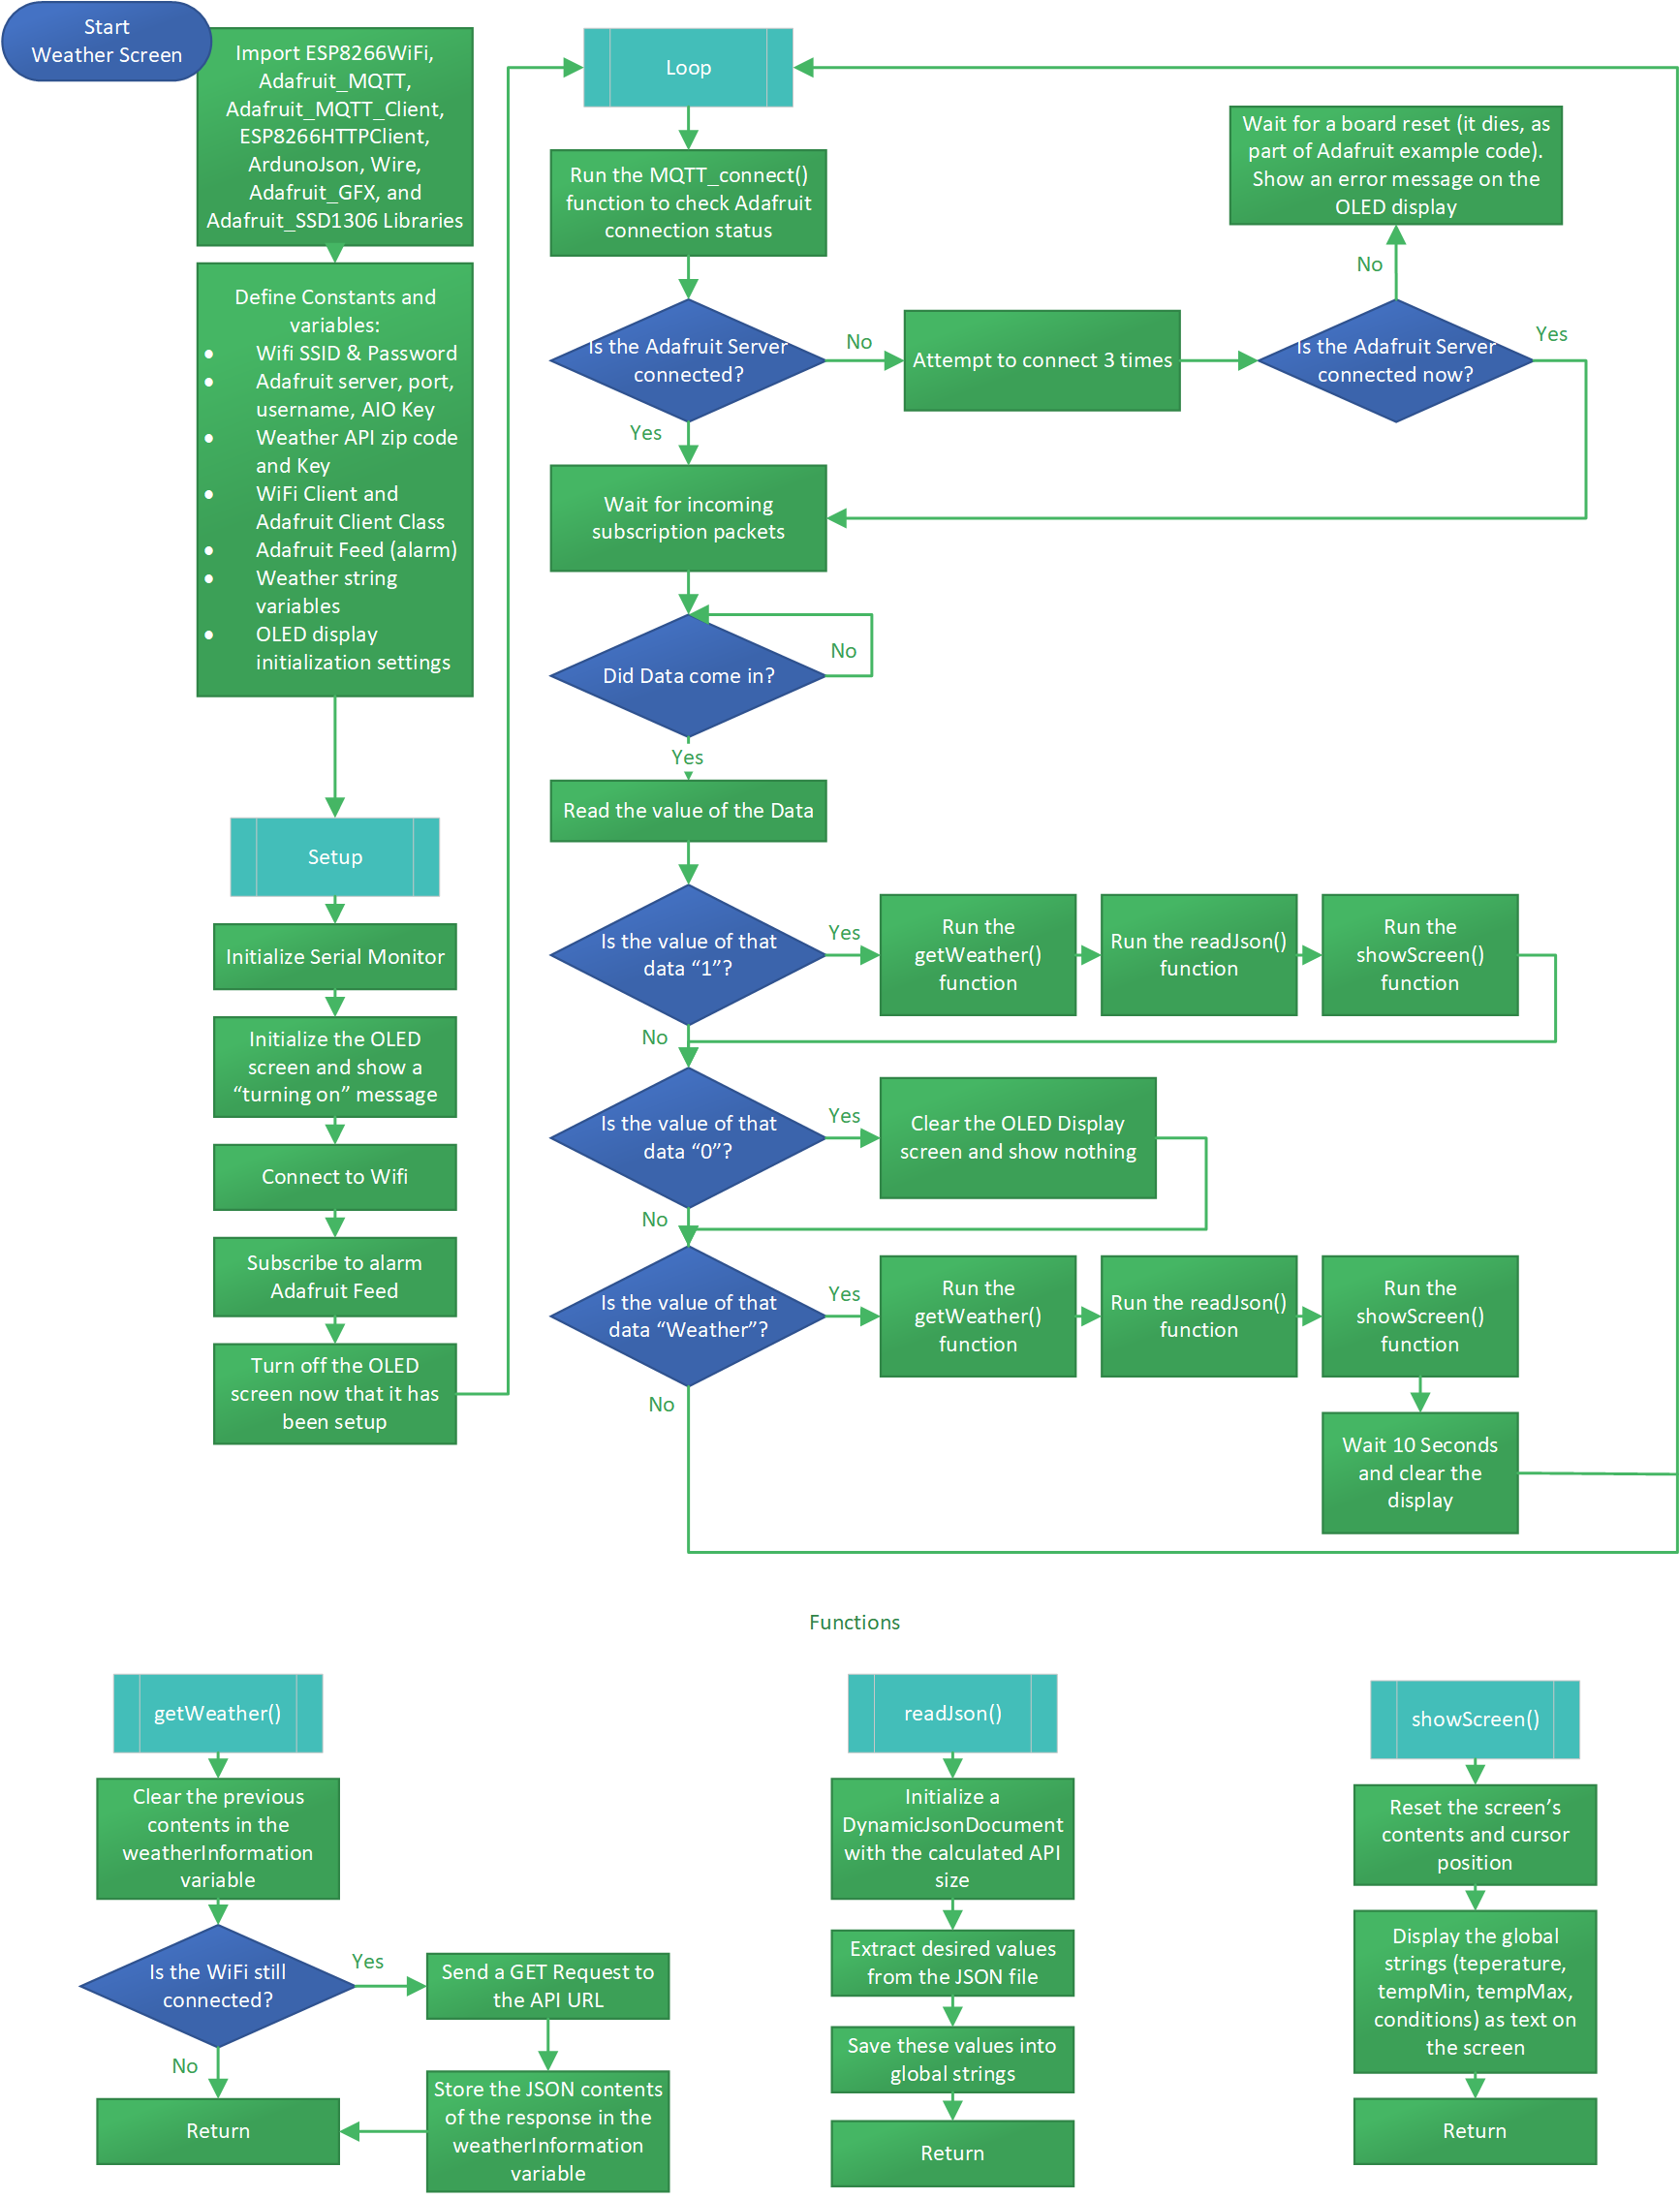 Start
Weather Screen
Import ESP8266WiFi,
Adafruit_MQTT,
Adafruit_MQTT_Client,
ESP8266HTTPClient,
ArdunoJson, Wire,
Adafruit_GFX, and
Adafruit_SSD1306 Libraries
Define Constants and
variables:
● Wifi SSID & Password
● Adafruit server, port,
username, AIO Key
● Weather API zip code
and Key
● WiFi Client and
Adafruit Client Class
● Adafruit Feed (alarm)
● Weather string
variables
● OLED display
initialization settings
Setup
Initialize Serial Monitor
Initialize the OLED
screen and show a
“turning on” message
Connect to Wifi
Subscribe to alarm
Adafruit Feed
Turn off the OLED
screen now that it has
been setup
Loop
Run the MQTT_connect()
function to check Adafruit
connection status
Is the Adafruit Server
connected?
No
Attempt to connect 3 times
Is the Adafruit Server
connected now?
No
Wait for a board reset (it dies, as
part of Adafruit example code).
Show an error message on the
OLED display
Yes
Yes
Wait for incoming
subscription packets
Did Data come in?
No
Yes
Read the value of the Data
Is the value of that
data “1”?
Yes
Run the
getWeather()
function
Run the readJson()
function
Run the
showScreen()
function
No
Is the value of that
data “0”?
Yes
Clear the OLED Display
screen and show nothing
No
Is the value of that
data “Weather”?
Yes
Run the
getWeather()
function
Run the readJson()
function
Run the
showScreen()
function
Wait 10 Seconds
and clear the
display
No
Functions
getWeather()
Clear the previous
contents in the
weatherInformation
variable
Is the WiFi still
connected?
Yes
Send a GET Request to
the API URL
Store the JSON contents
of the response in the
weatherInformation
variable
No
Return
readJson()
Initialize a
DynamicJsonDocument
with the calculated API
size
Extract desired values
from the JSON file
Save these values into
global strings
Return
showScreen()
Reset the screen’s
contents and cursor
position
Display the global
strings (teperature,
tempMin, tempMax,
conditions) as text on
the screen
Return